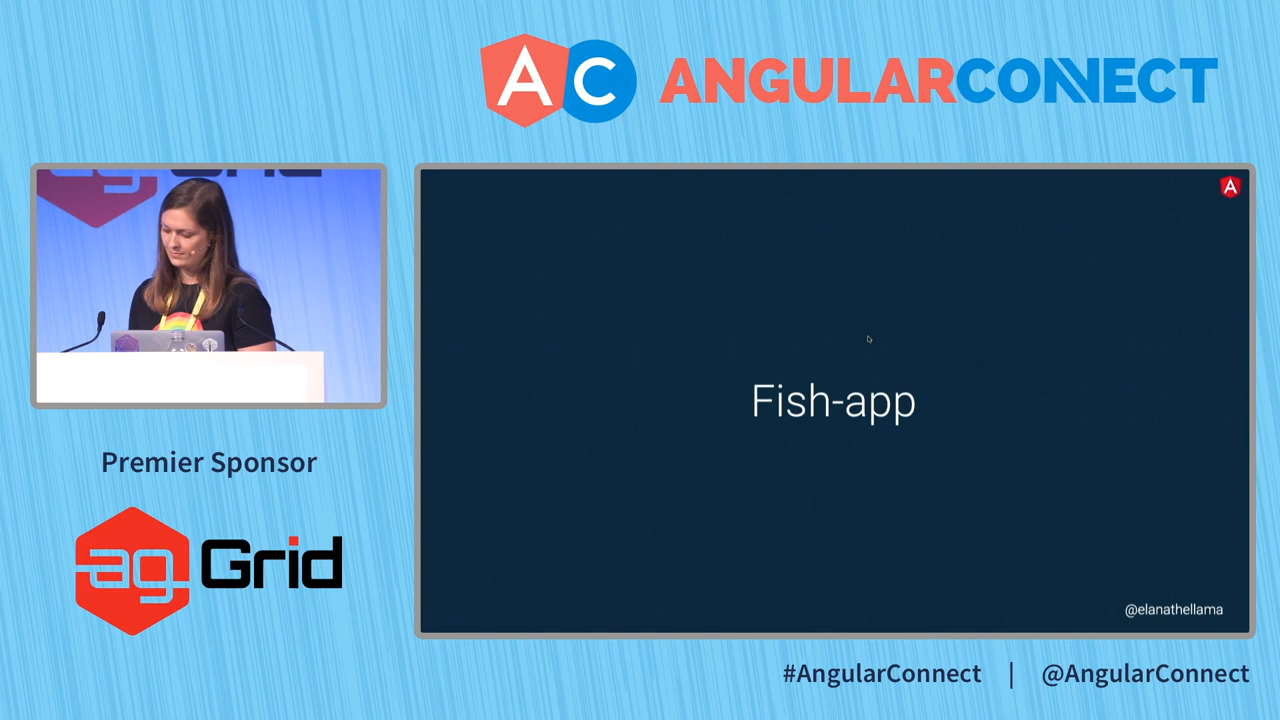 AC ANGULARCONNECT
A
Fish-app
@elanathellama
Premier Sponsor
ag Grid
#AngularConnect | @AngularConnect